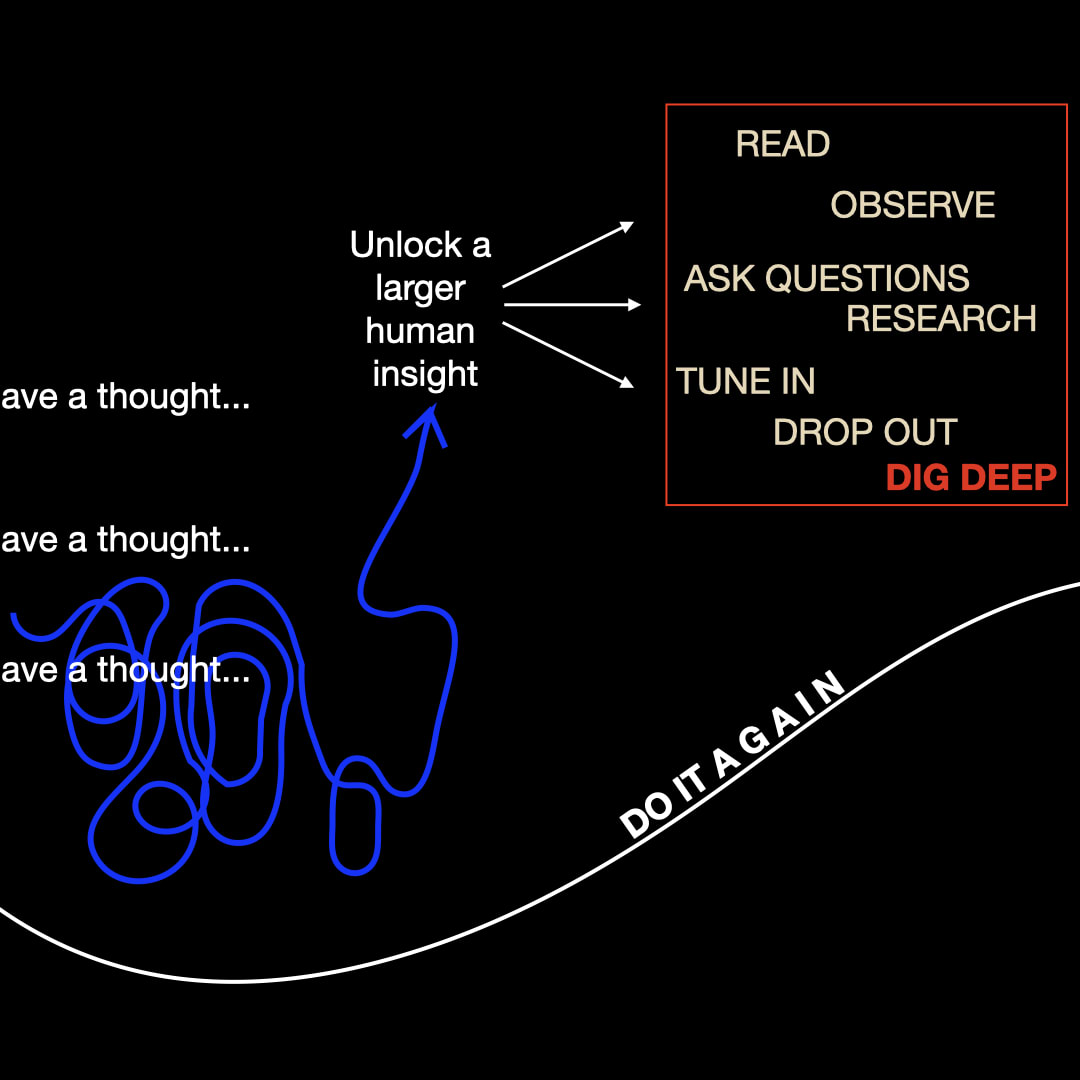 ave a thought...
ave a thought...
ave a thought...
Unlock a
larger
human
insight
READ
OBSERVE
ASK QUESTIONS
RESEARCH
TUNE IN
DROP OUT
DIG DEEP
DO IT AGAIN